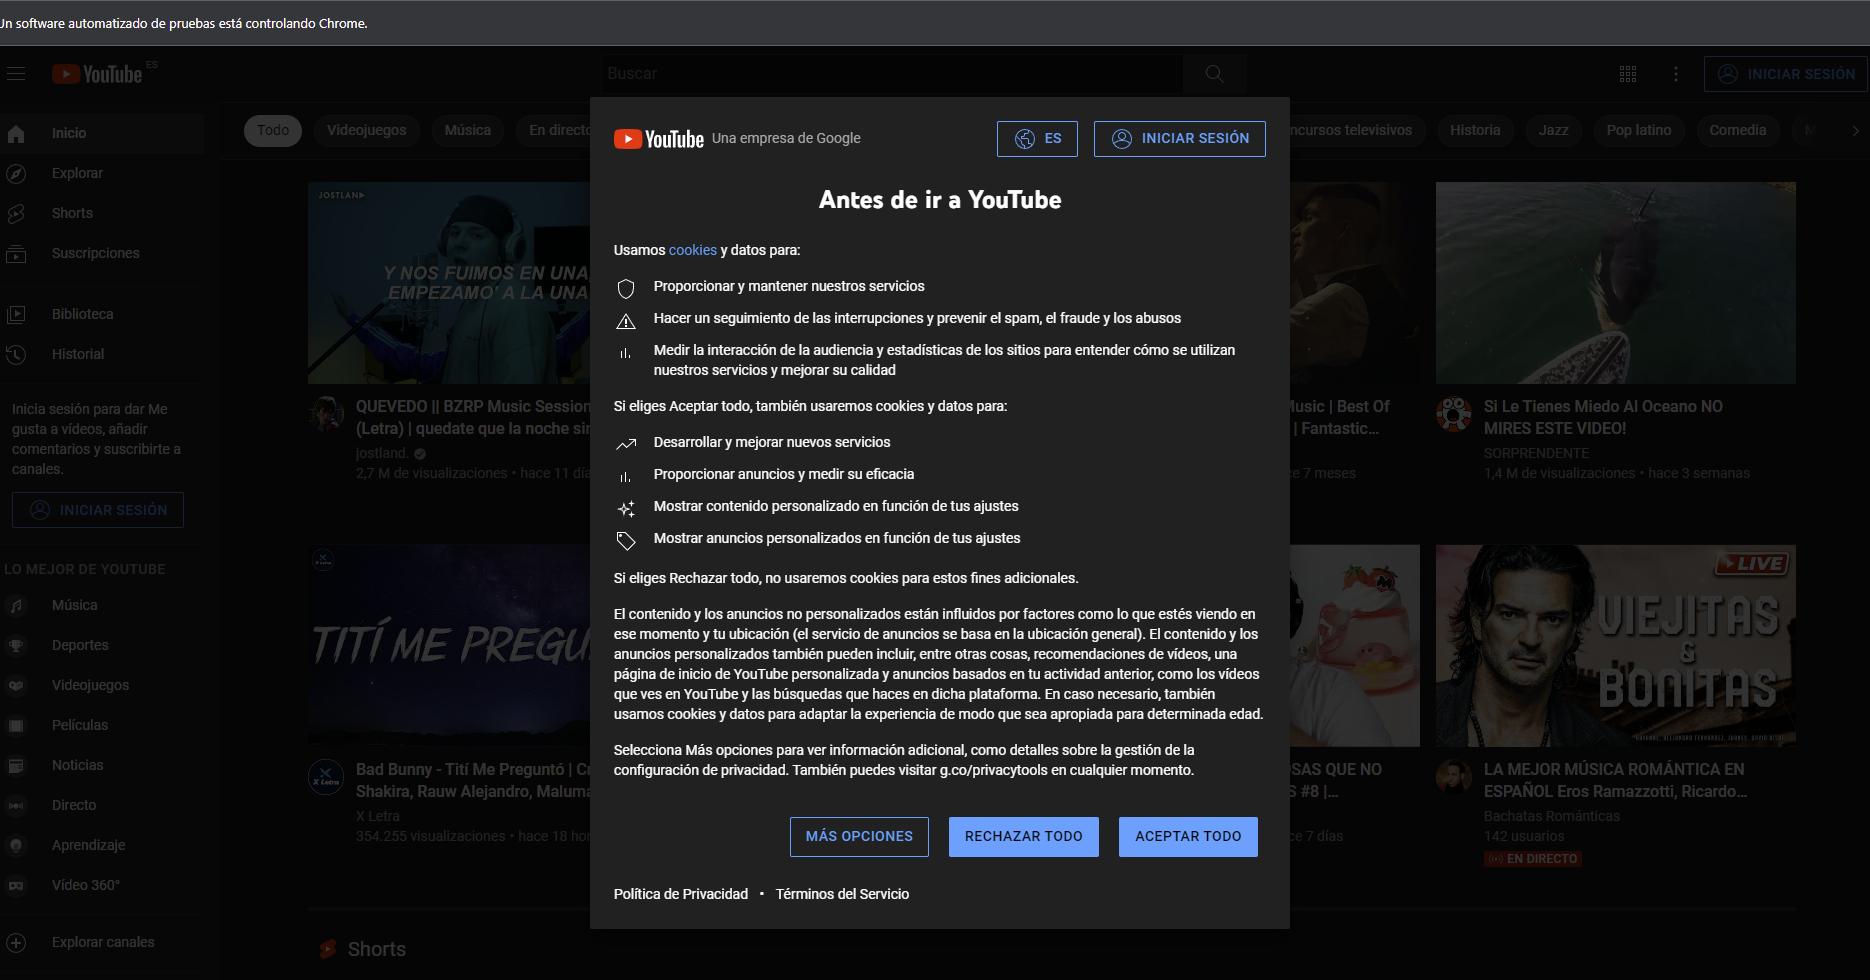 Un software automatizado de pruebas está controlando Chrome.
YouTube ES
Buscar
INICIAR SESIÓN
Inicio
Explorar
Shorts
Suscripciones
Biblioteca
Historial
Inicia sesión para dar Me
gusta a vídeos, añadir
comentarios y suscribirte a
canales.
INICIAR SESIÓN
LO MEJOR DE YOUTUBE
Música
Deportes
Videojuegos
Películas
Noticias
Directo
Aprendizaje
Vídeo 360°
Explorar canales
Todo
Videojuegos
Música
En directo
ncursos televisivos
Historia
Jazz
Pop latino
Comedia
M
YouTube Una empresa de Google
ES
INICIAR SESIÓN
Antes de ir a YouTube
Usamos cookies y datos para:
Proporcionar y mantener nuestros servicios
Hacer un seguimiento de las interrupciones y prevenir el spam, el fraude y los abusos
Medir la interacción de la audiencia y estadísticas de los sitios para entender cómo se utilizan
nuestros servicios y mejorar su calidad
Si eliges Aceptar todo, también usaremos cookies y datos para:
Desarrollar y mejorar nuevos servicios
Proporcionar anuncios y medir su eficacia
Mostrar contenido personalizado en función de tus ajustes
Mostrar anuncios personalizados en función de tus ajustes
Si eliges Rechazar todo, no usaremos cookies para estos fines adicionales.
El contenido y los anuncios no personalizados están influidos por factores como lo que estés viendo en
ese momento y tu ubicación (el servicio de anuncios se basa en la ubicación general). El contenido y los
anuncios personalizados también pueden incluir, entre otras cosas, recomendaciones de vídeos, una
página de inicio de YouTube personalizada y anuncios basados en tu actividad anterior, como los vídeos
que ves en YouTube y las búsquedas que haces en dicha plataforma. En caso necesario, también
usamos cookies y datos para adaptar la experiencia de modo que sea apropiada para determinada edad.
Selecciona Más opciones para ver información adicional, como detalles sobre la gestión de la
configuración de privacidad. También puedes visitar g.co/privacytools en cualquier momento.
MÁS OPCIONES
RECHAZAR TODO
ACEPTAR TODO
Política de Privacidad • Términos del Servicio
JOSTLAN
Y NOS FUIMOS EN UNA,
EMPEZAMO' A LA UNA
QUEVEDO || BZRP Music Session
(Letra) | quedate que la noche sin
jostland.
2,7 M de visualizaciones • hace 11 día
Music | Best Of
| Fantastic...
ce 7 meses
Si Le Tienes Miedo Al Oceano NO
MIRES ESTE VIDEO!
SORPRENDENTE
1,4 M de visualizaciones • hace 3 semanas
TITÍ ME PREGU
X Letra
Bad Bunny - Tití Me Preguntó | Cr
Shakira, Rauw Alejandro, Maluma
X Letra
354.255 visualizaciones • hace 18 hor
OSAS QUE NO
S #8 |...
ce 7 días
LIVE
VIEJITAS
&
BONITAS
LA MEJOR MÚSICA ROMÁNTICA EN
ESPAÑOL Eros Ramazzotti, Ricardo...
Bachatas Románticas
142 usuarios
EN DIRECTO
Shorts